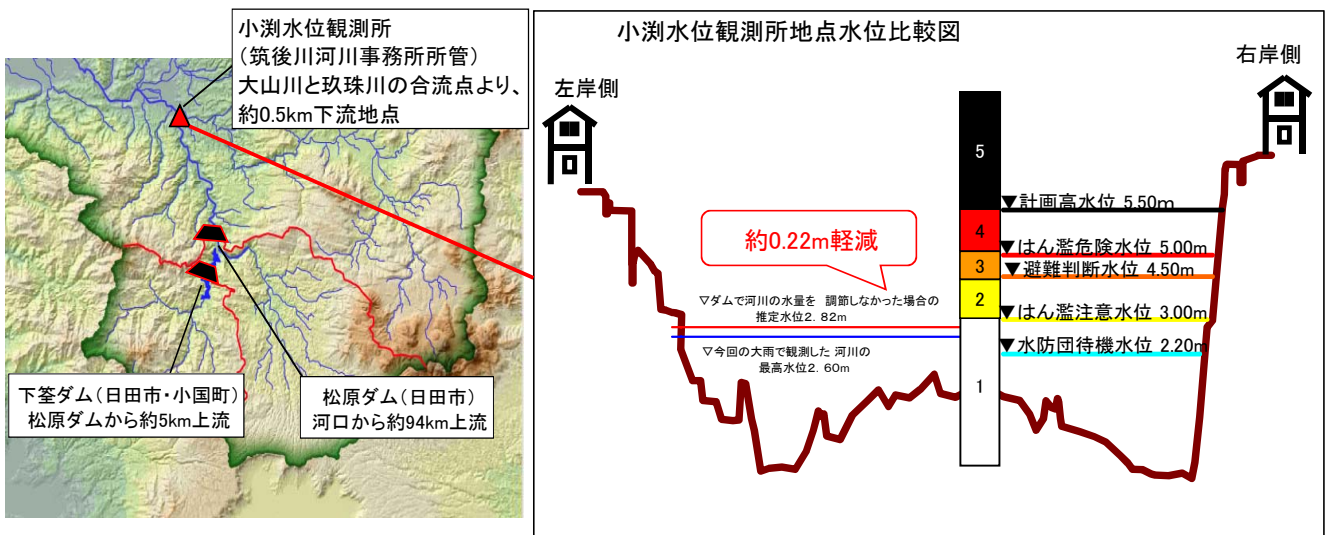 小渕水位観測所
(筑後川河川事務所所管)
大山川と玖珠川の合流点より、
約0.5km下流地点
下筌ダム(日田市・小国町)
松原ダムから約5km上流
松原ダム(日田市)
河口から約94km上流
小渕水位観測所地点水位比較図
左岸側
右岸側
約0.22m軽減
▽ダムで河川の水量を 調節しなかった場合の
推定水位2. 82m
▽今回の大雨で観測した 河川の
最高水位2. 60m
5
4
3
2
1
▼計画高水位 5.50m
▼はん濫危険水位 5.00m
▼避難判断水位 4.50m
▼はん濫注意水位 3.00m
▼水防団待機水位 2.20m